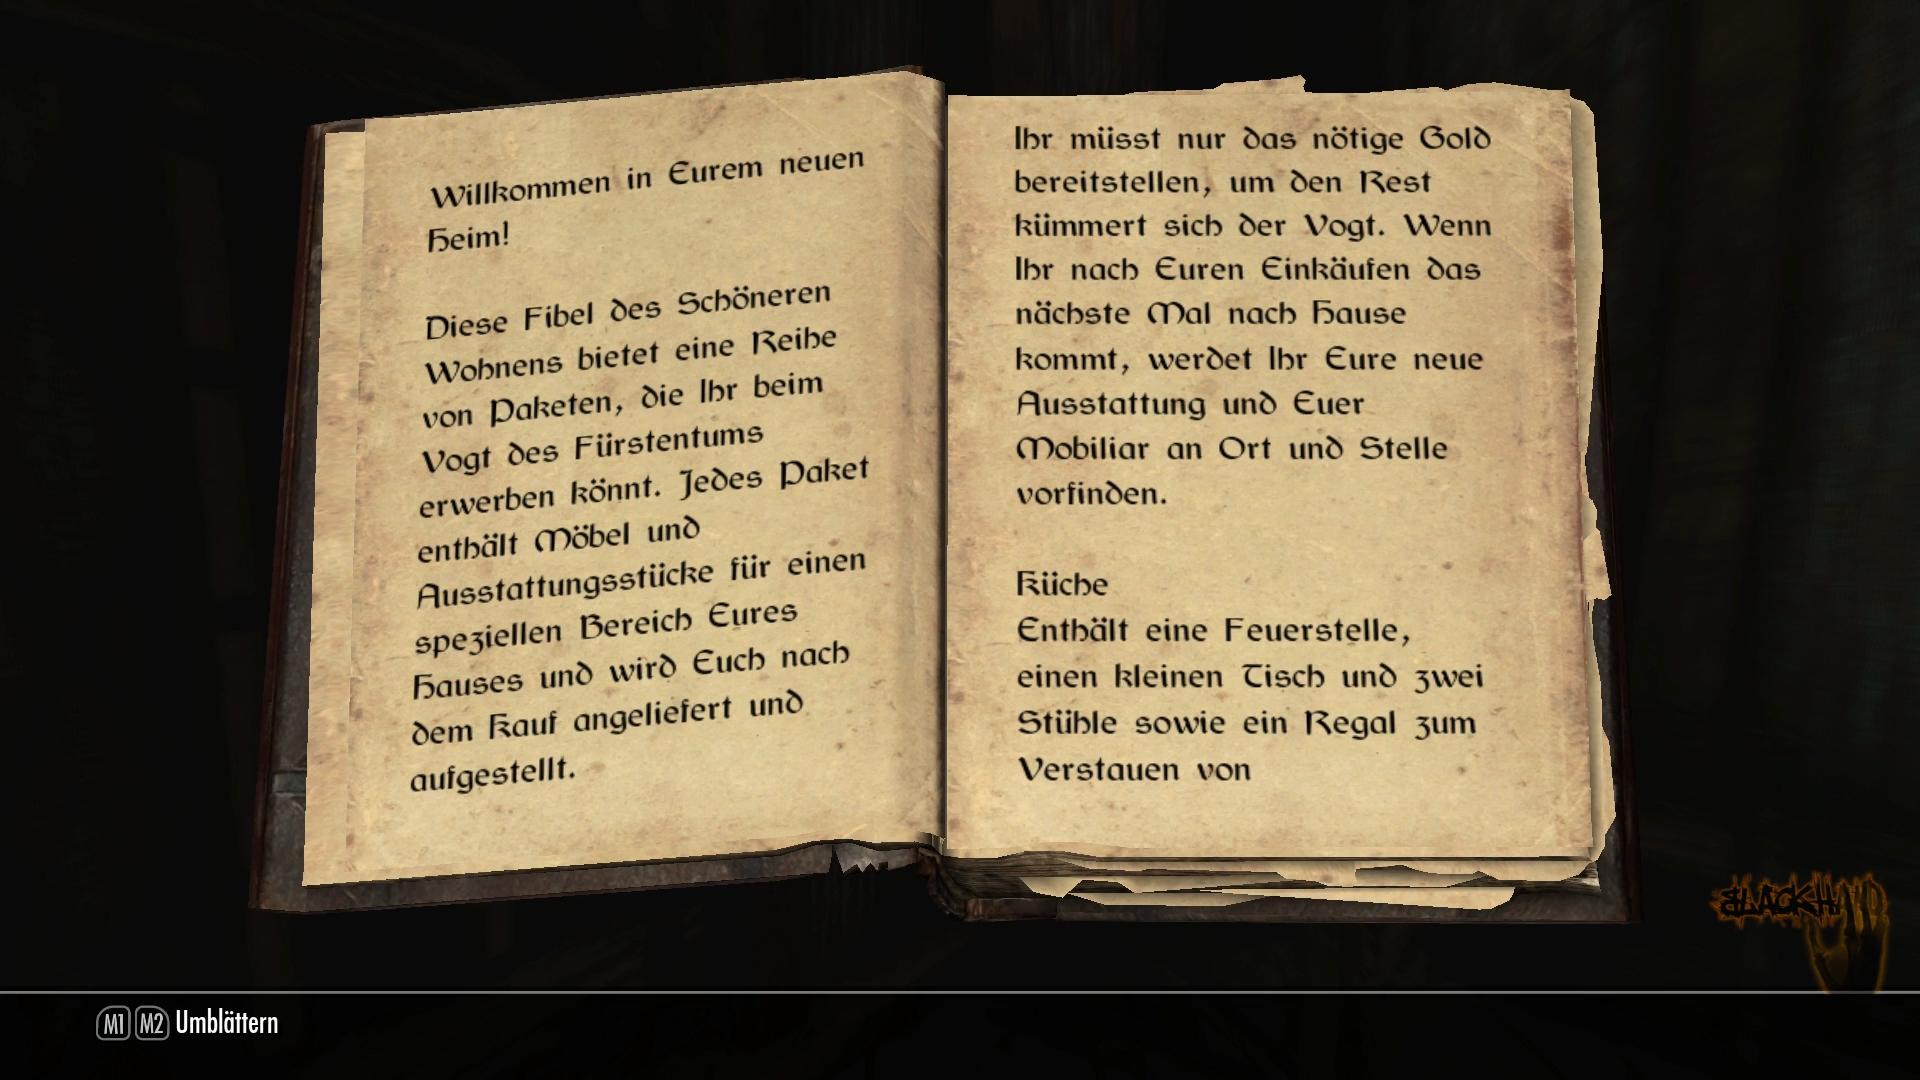 Willkommen in Eurem neuen
Heim!
Diese Fibel des Schöneren
Wohnens bietet eine Reihe
von Paketen, die Ihr beim
Vogt des Fürstentums
erwerben könnt. Jedes Paket
enthält Möbel und
Ausstattungsstücke für einen
speziellen Bereich Eures
Hauses und wird Euch nach
dem Kauf angeliefert und
aufgestellt.
Ihr müsst nur das nötige Gold
bereitstellen, um den Rest
kümmert sich der Vogt. Wenn
Ihr nach Euren Einkäufen das
nächste Mal nach Hause
kommt, werdet Ihr Eure neue
Ausstattung und Euer
Mobiliar an Ort und Stelle
vorfinden.
Küche
Enthält eine Feuerstelle,
einen kleinen Tisch und zwei
Stühle sowie ein Regal zum
Verstauen von
BLACKHAND
M1 M2 Umblättern